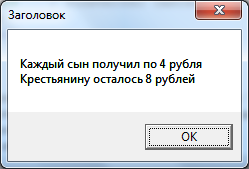 Заголовок
Каждый сын получил по 4 рубля
Крестьянину осталось 8 рублей
OK